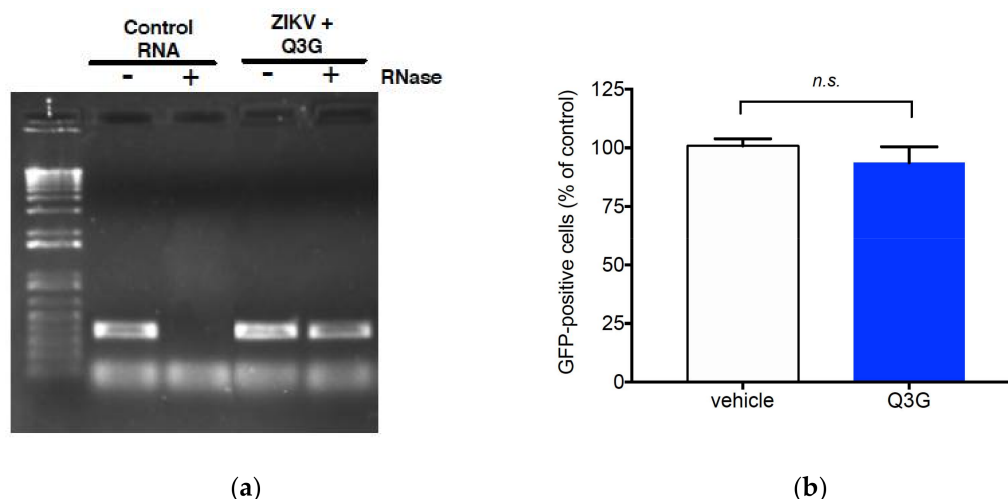 Control
RNA
ZIKV +
Q3G
- + - + RNase
n.s.
GFP-positive cells (% of control)
125
100
75
50
25
0
vehicle Q3G
(a) (b)